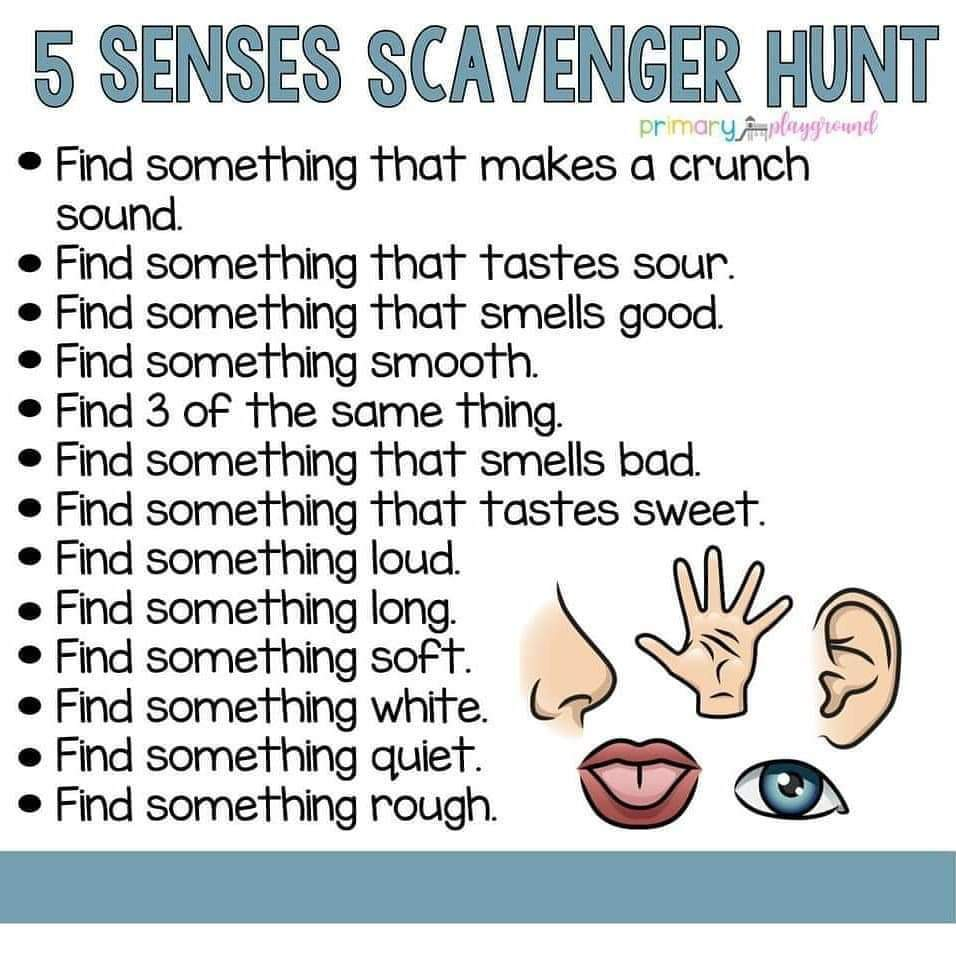 5 SENSES SCAVENGER HUNT
primary playground
• Find something that makes a crunch
sound.
• Find something that tastes sour.
• Find something that smells good.
• Find something smooth.
• Find 3 of the same thing.
• Find something that smells bad.
• Find something that tastes sweet.
• Find something loud.
• Find something long.
• Find something soft.
• Find something white.
• Find something quiet.
• Find something rough.